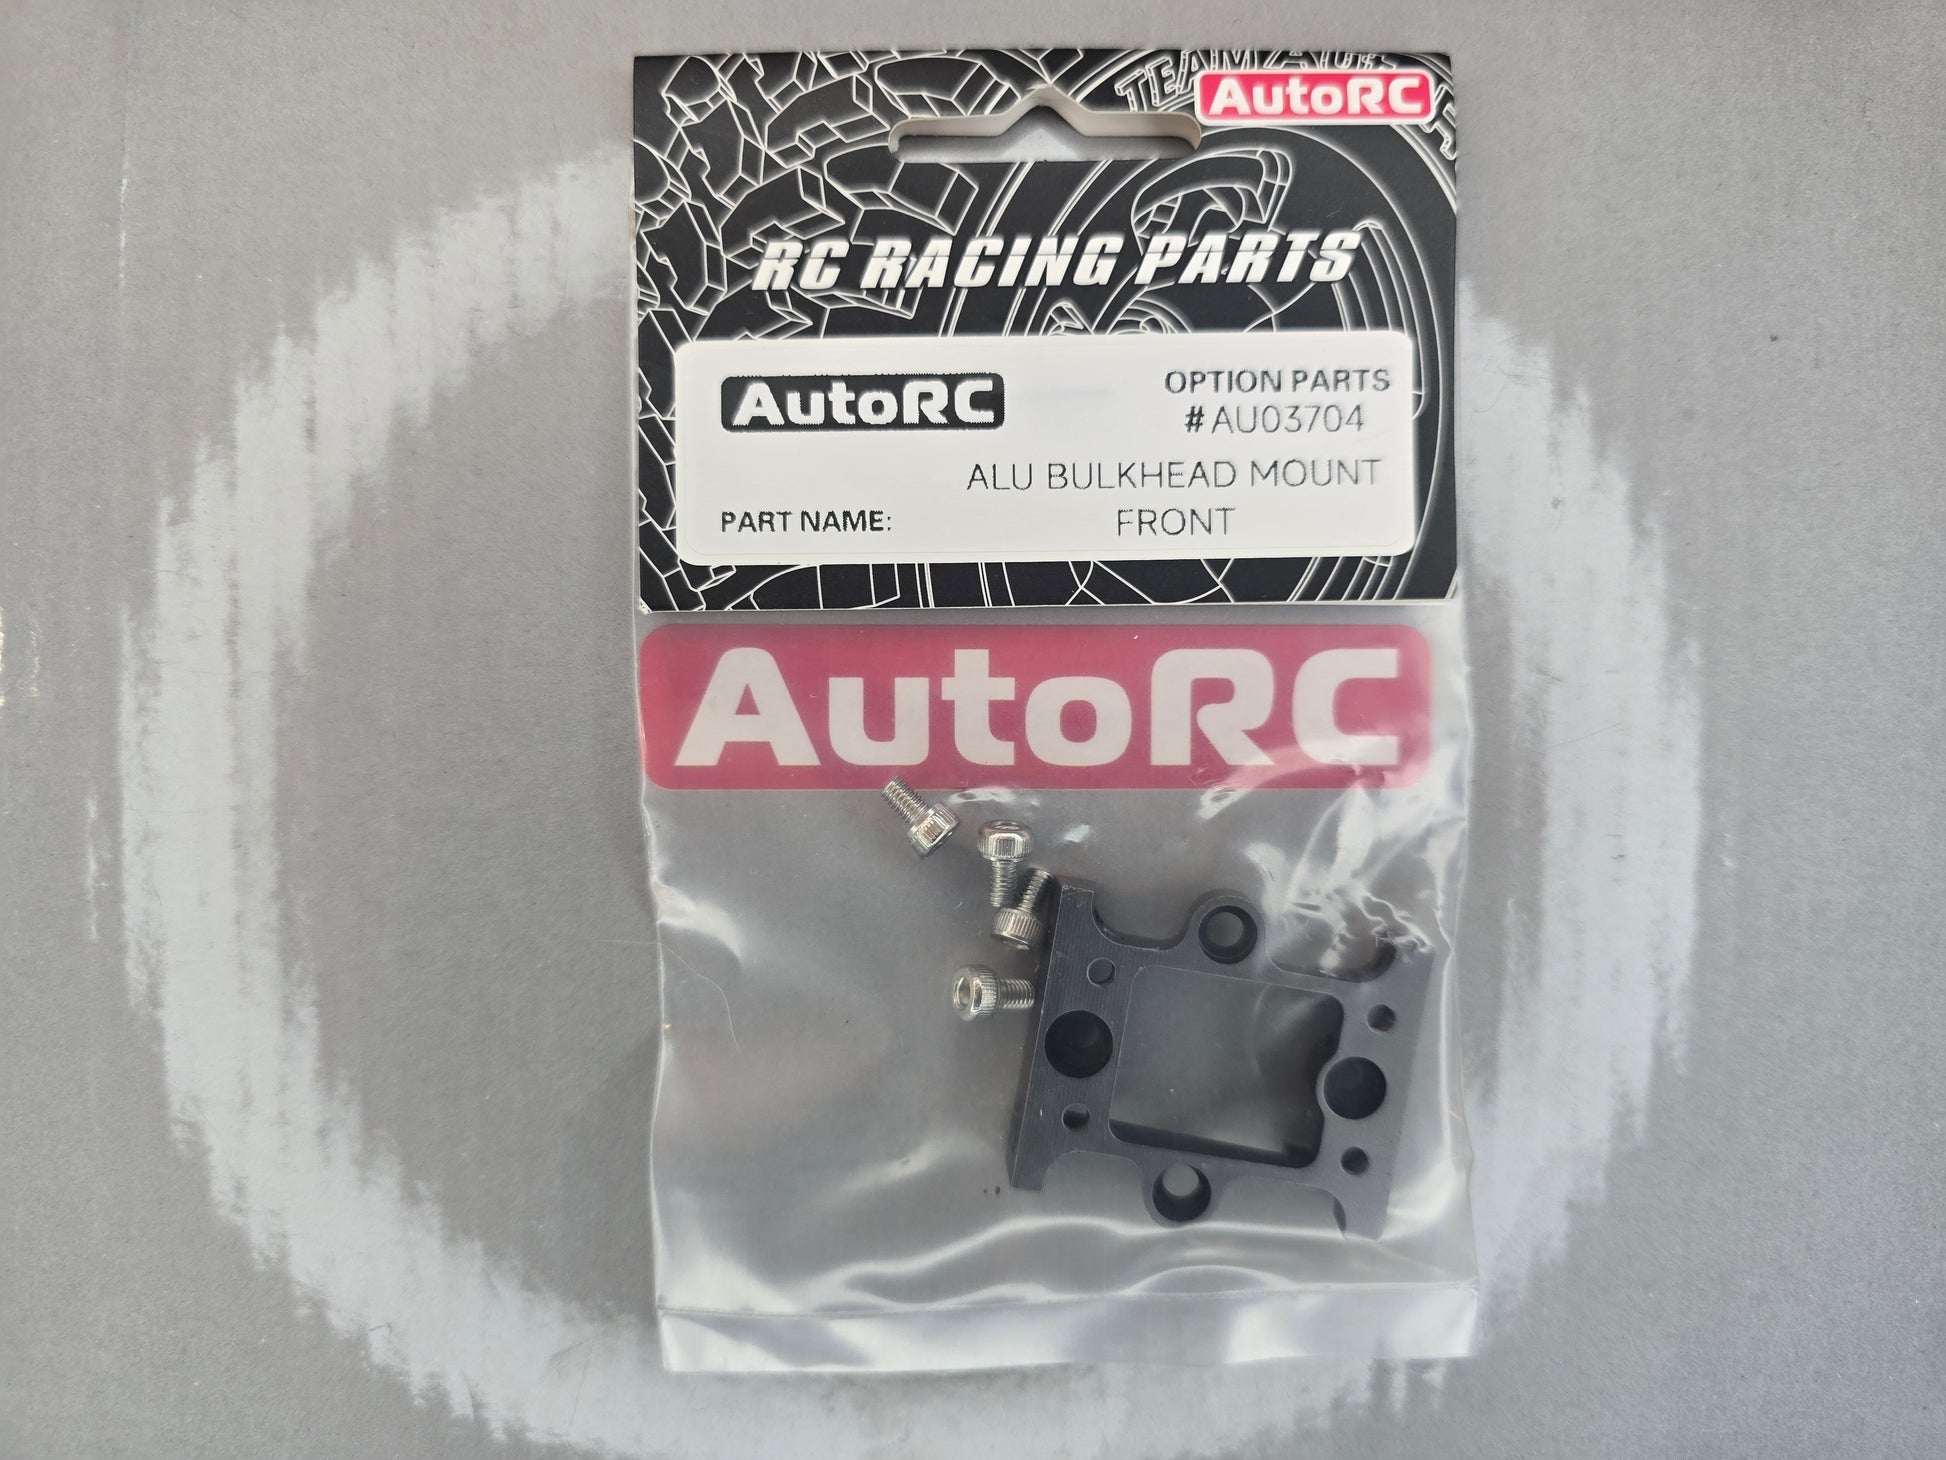 AutoRC
RC RACING PARTS
AutoRC
OPTION PARTS
#AU03704
ALU BULKHEAD MOUNT
PART NAME:
FRONT
AutoRC